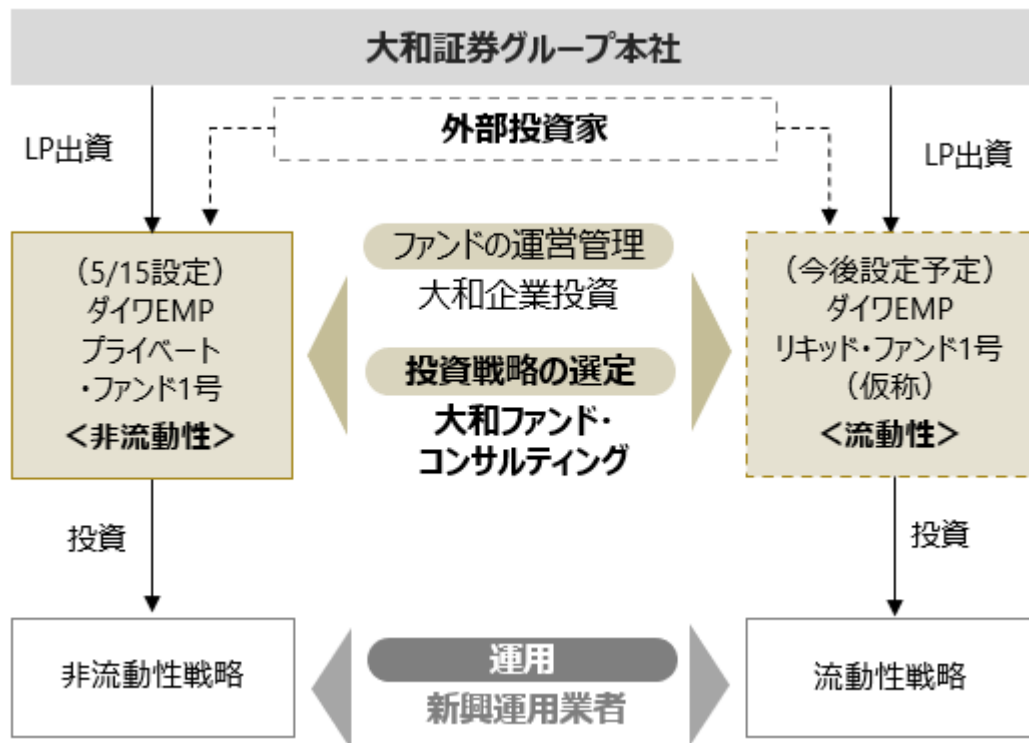 大和証券グループ本社
外部投資家
LP出資
LP出資
（5/15設定）
ダイワEMP
プライベート
・ファンド1号
＜非流動性＞
ファンドの運営管理
大和企業投資
投資戦略の選定
大和ファンド・
コンサルティング
（今後設定予定）
ダイワEMP
リキッド・ファンド1号
（仮称）
＜流動性＞
投資
投資
非流動性戦略
運用
新興運用業者
流動性戦略